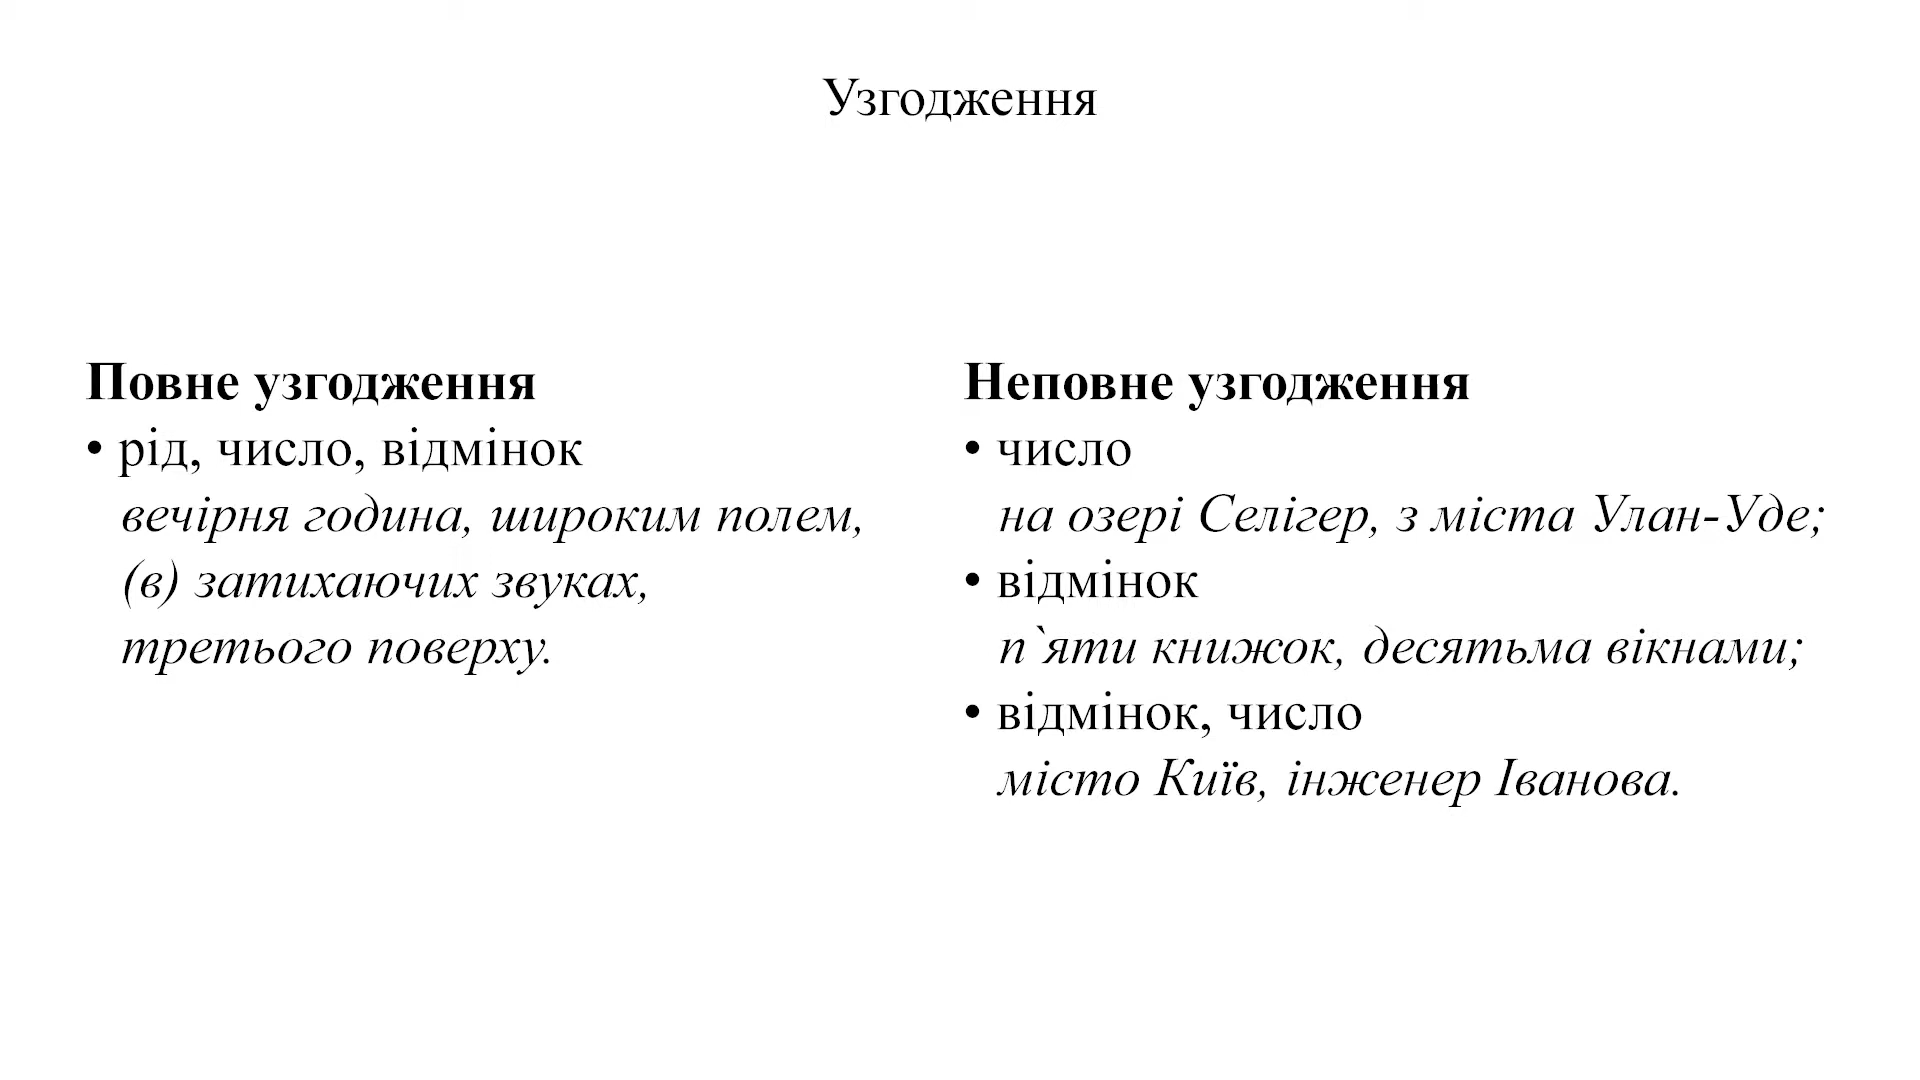 Узгодження
Повне узгодження
• рід, число, відмінок
вечірня година, широким полем,
(в) затихаючих звуках,
третього поверху.
Неповне узгодження
• число
на озері Селігер, з міста Улан-Уде;
• відмінок
п`яти книжок, десятьма вікнами;
• відмінок, число
місто Київ, інженер Іванова.